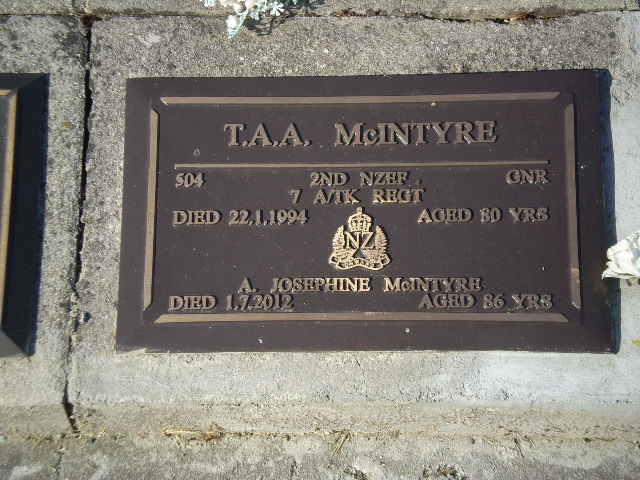 T.A.A. McINTYRE
504 2ND NZEF. GNR
7 A/TK REGT
DIED 22.1.1994 AGED 80 YRS
NZ
ONWARD
A. JOSEPHINE McINTYRE
DIED 1.7.2012 AGED 86 YRS